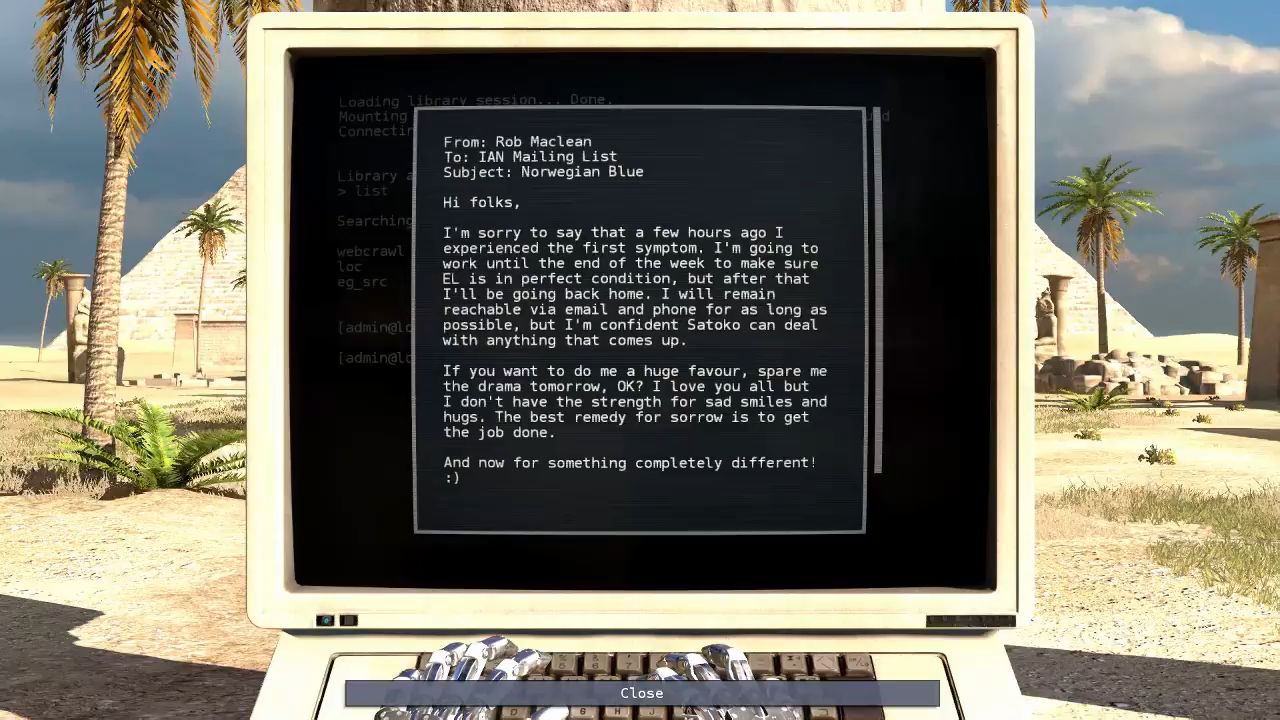 Loading library session... Done.
Mounting
Connectin
Library a
> list
Searching
webcrawl
loc
eg_src
[admin@lo
[admin@lo
From: Rob Maclean
To: IAN Mailing List
Subject: Norwegian Blue
Hi folks,
I'm sorry to say that a few hours ago I
experienced the first symptom. I'm going to
work until the end of the week to make sure
EL is in perfect condition, but after that
I'll be going back home. I will remain
reachable via email and phone for as long as
possible, but I'm confident Satoko can deal
with anything that comes up.
If you want to do me a huge favour, spare me
the drama tomorrow, OK? I love you all but
I don't have the strength for sad smiles and
hugs. The best remedy for sorrow is to get
the job done.
And now for something completely different!
:)
Close